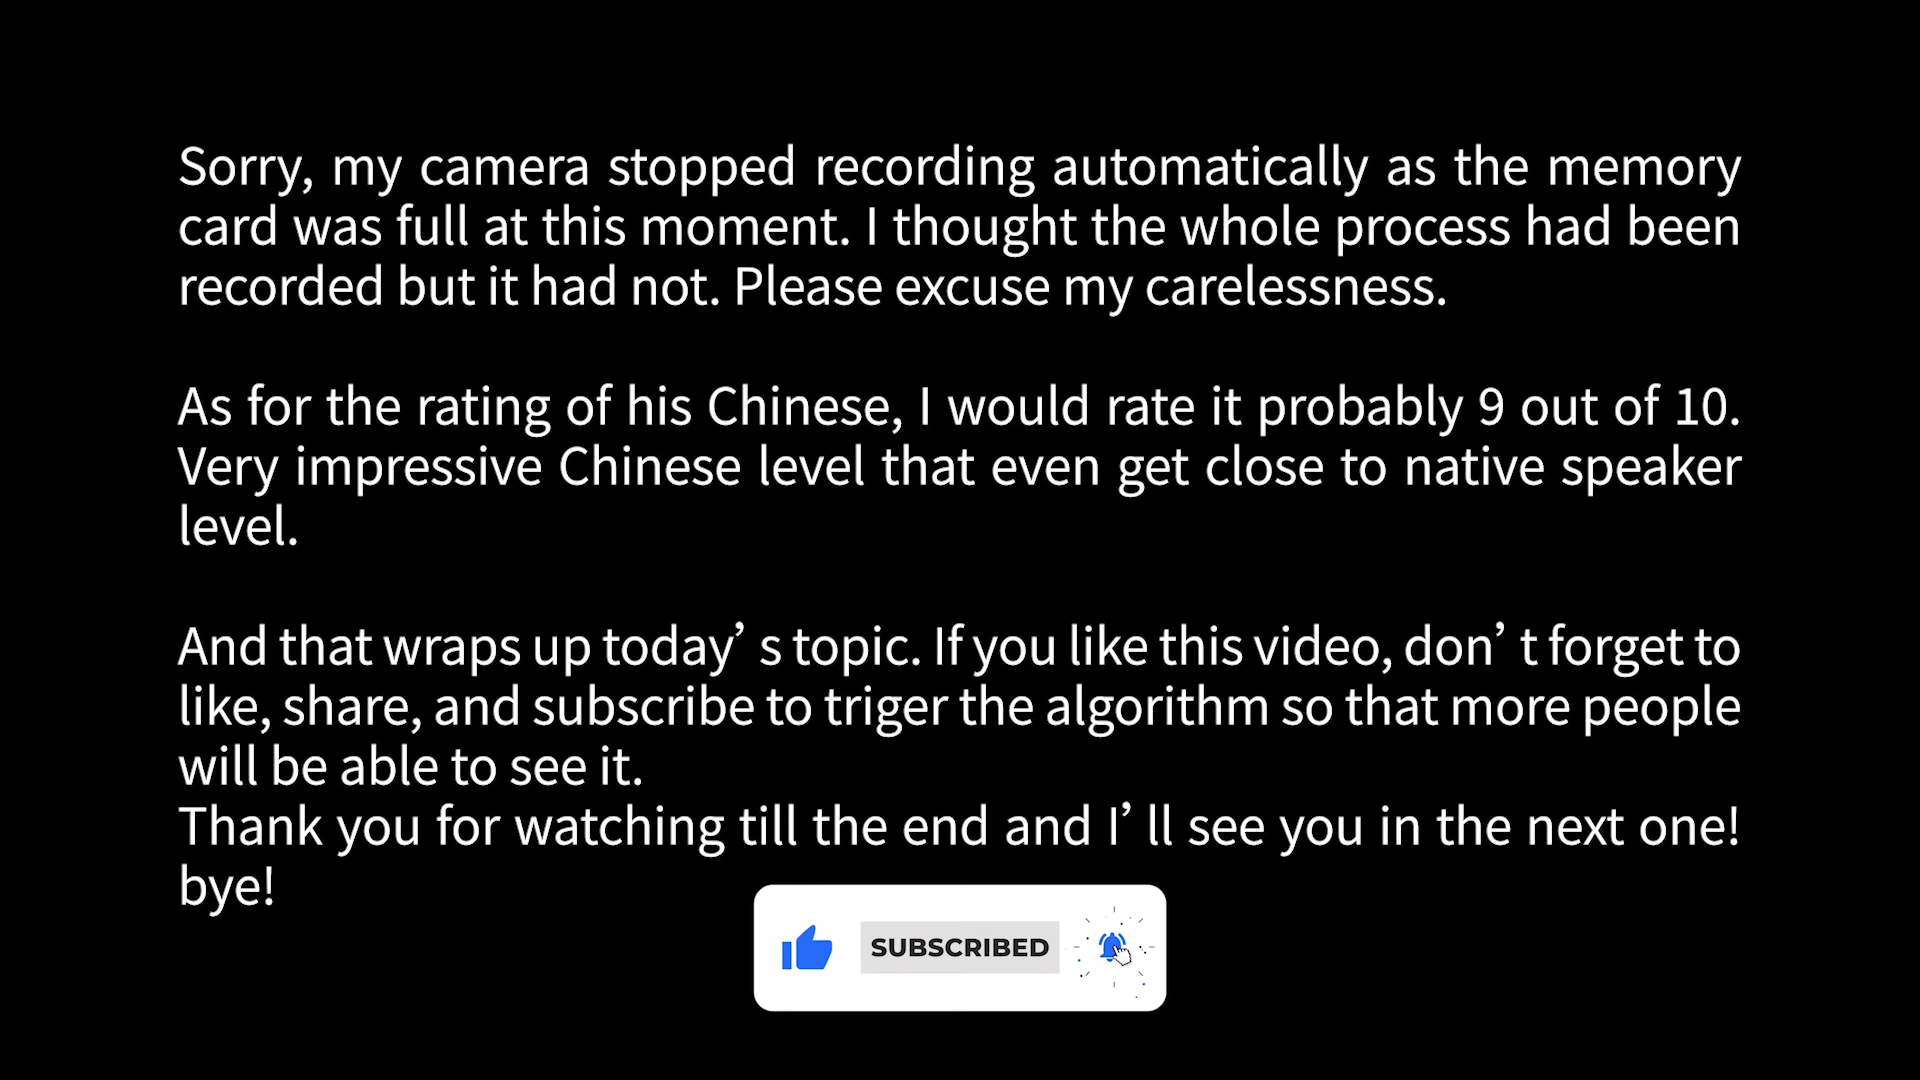 Sorry, my camera stopped recording automatically as the memory
card was full at this moment. I thought the whole process had been
recorded but it had not. Please excuse my carelessness.
As for the rating of his Chinese, I would rate it probably 9 out of 10.
Very impressive Chinese level that even get close to native speaker
level.
And that wraps up today’s topic. If you like this video, don’t forget to
like, share, and subscribe to triger the algorithm so that more people
will be able to see it.
Thank you for watching till the end and I’ll see you in the next one!
bye!
SUBSCRIBED